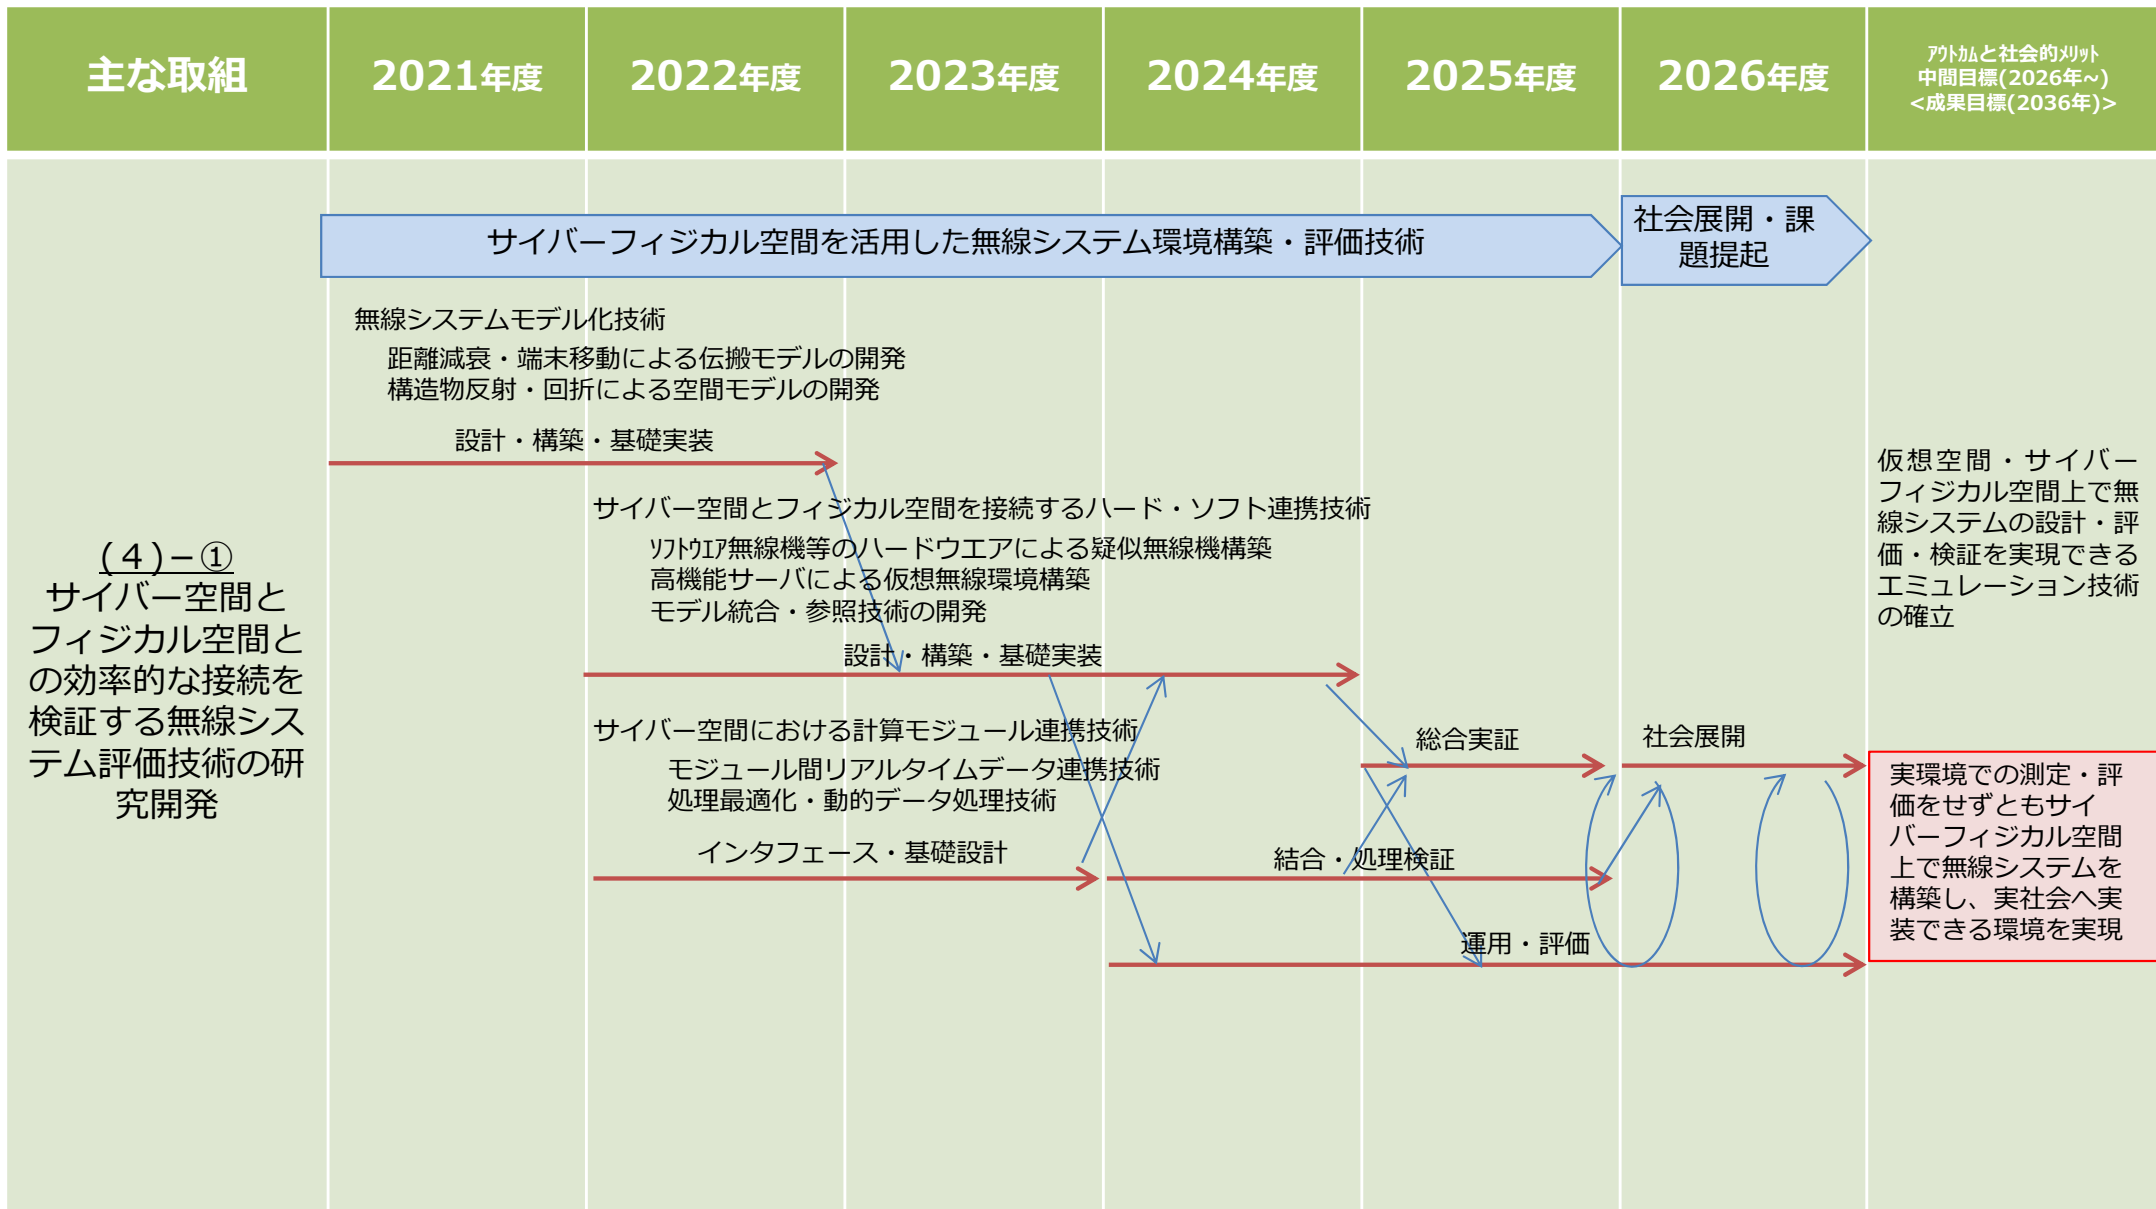 主な取組
2021年度
2022年度
2023年度
2024年度
2025年度
2026年度
ｱｳﾄｶﾑと社会的ﾒﾘｯﾄ
中間目標(2026年~)
<成果目標(2036年)>
(４)－①
サイバー空間と
フィジカル空間と
の効率的な接続を
検証する無線シス
テム評価技術の研
究開発
サイバーフィジカル空間を活用した無線システム環境構築・評価技術
社会展開・課
題提起
無線システムモデル化技術
距離減衰・端末移動による伝搬モデルの開発
構造物反射・回折による空間モデルの開発
設計・構築・基礎実装
サイバー空間とフィジカル空間を接続するハード・ソフト連携技術
ｿﾌﾄｳｴｱ無線機等のハードウエアによる疑似無線機構築
高機能サーバによる仮想無線環境構築
モデル統合・参照技術の開発
設計・構築・基礎実装
サイバー空間における計算モジュール連携技術
モジュール間リアルタイムデータ連携技術
処理最適化・動的データ処理技術
インタフェース・基礎設計
結合・処理検証
総合実証
社会展開
運用・評価
仮想空間・サイバー
フィジカル空間上で無
線システムの設計・評
価・検証を実現できる
エミュレーション技術
の確立
実環境での測定・評
価をせずともサイ
バーフィジカル空間
上で無線システムを
構築し、実社会へ実
装できる環境を実現